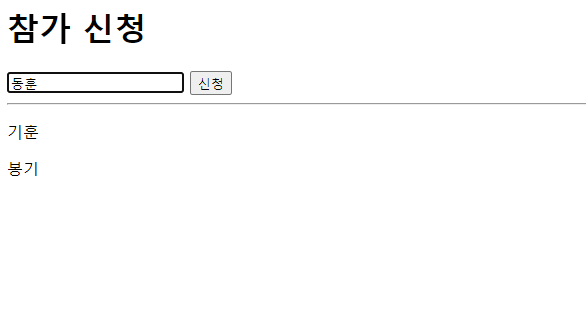 참가 신청
동훈 신청
기훈
봉기